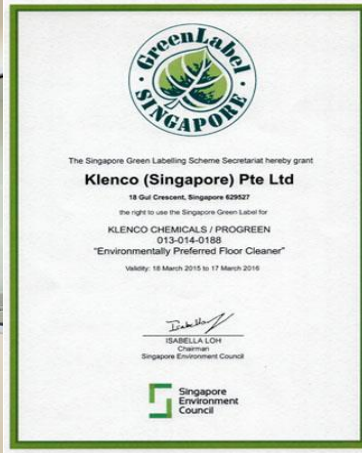 GreenLabel
SINGAPORE
The Singapore Green Labelling Scheme Secretariat hereby grant
Klenco (Singapore) Pte Ltd
18 Gul Crescent, Singapore 629527
the right to use the Singapore Green Label for
KLENCO CHEMICALS / PROGREEN
013-014-0188
"Environmentally Preferred Floor Cleaner"
Validity: 18 March 2015 to 17 March 2016
ISABELLA LOH
Chairman
Singapore Environment Council
Singapore
Environment
Council